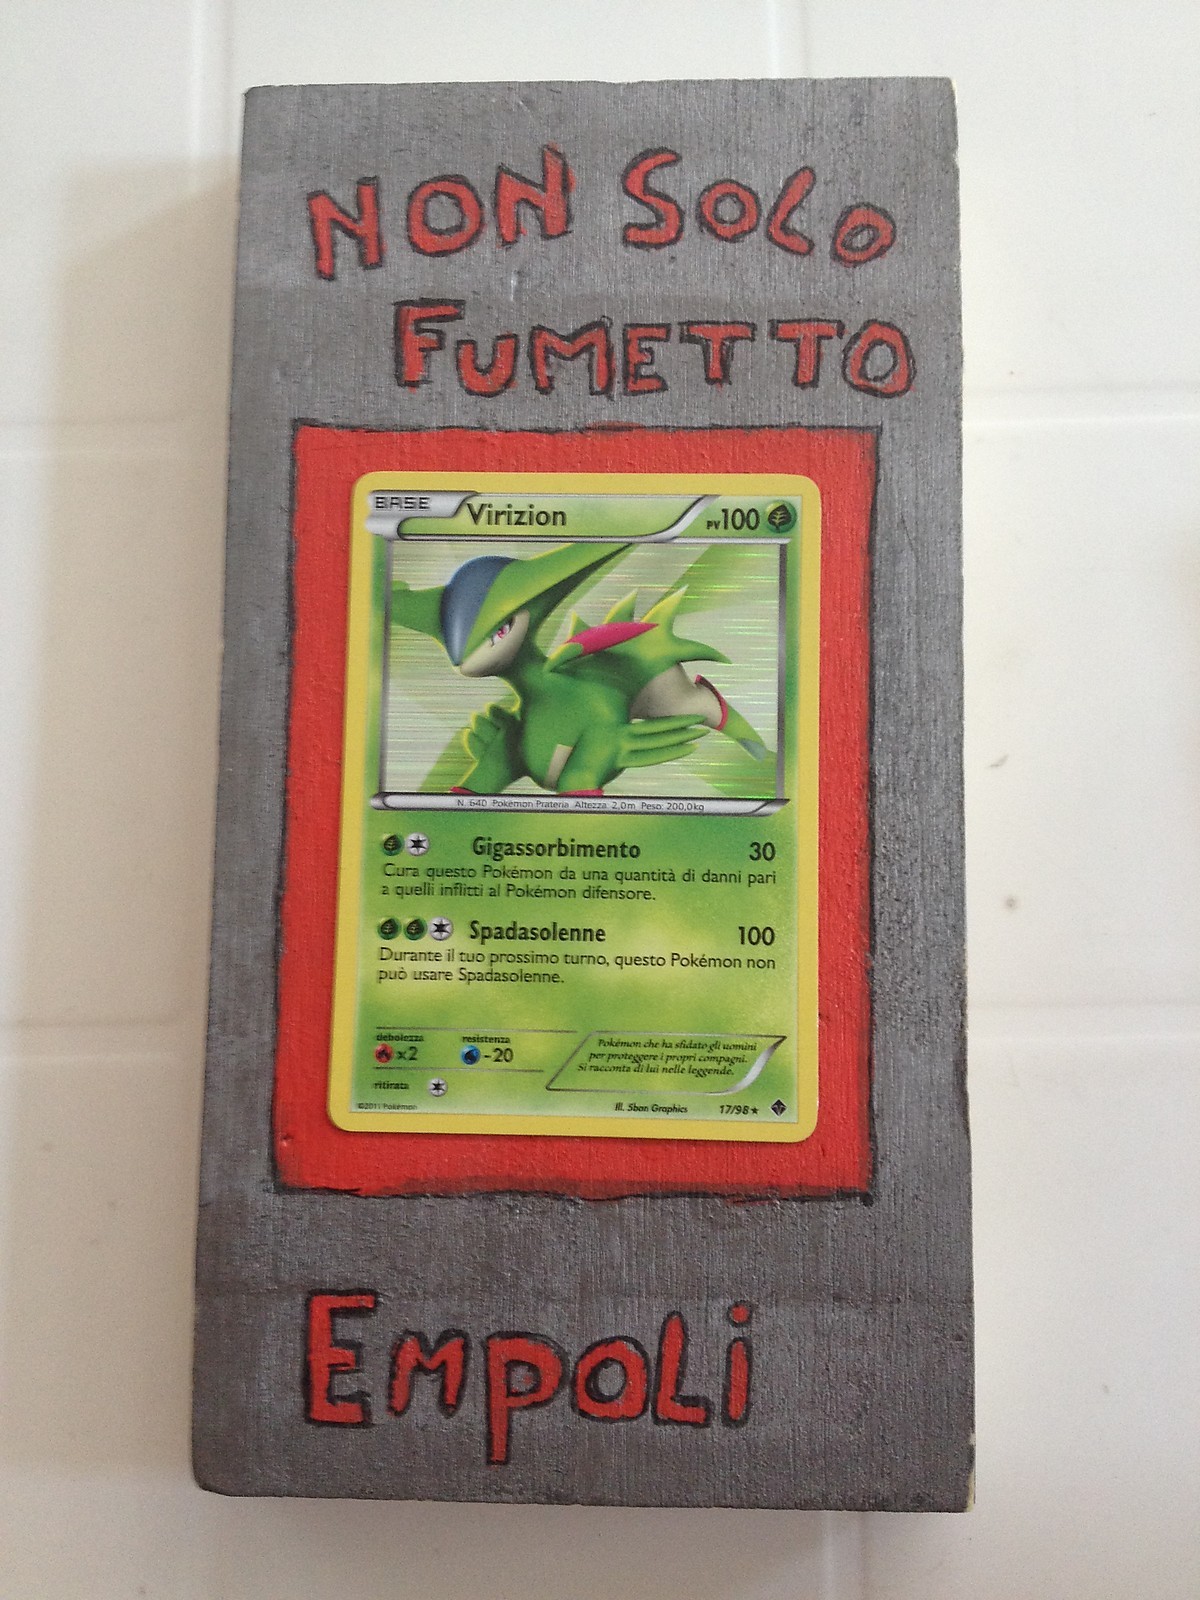 NON SOLO
FUMETTO
BASE Virizion PV100
N. 640 Pokémon Prateria Altezza 2,0m Peso: 200,0kg
Gigassorbimento 30
Cura questo Pokémon da una quantità di danni pari
a quelli inflitti al Pokémon difensore.
Spadasolenne 100
Durante il tuo prossimo turno, questo Pokémon non
può usare Spadasolenne.
debolezza resistenza
x2 -20
Pokémon che ha sfidato gli uomini
per proteggere i propri compagni.
Si racconta di lui nelle leggende.
ritirata
©2011 Pokémon Ill. 5ban Graphics 17/98★
EmpoLi